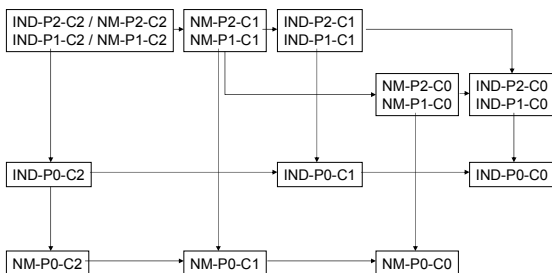 IND-P2-C2 / NM-P2-C2
IND-P1-C2 / NM-P1-C2
NM-P2-C1
NM-P1-C1
IND-P2-C1
IND-P1-C1
NM-P2-C0
NM-P1-C0
IND-P2-C0
IND-P1-C0
IND-P0-C2
IND-P0-C1
IND-P0-C0
NM-P0-C2
NM-P0-C1
NM-P0-C0